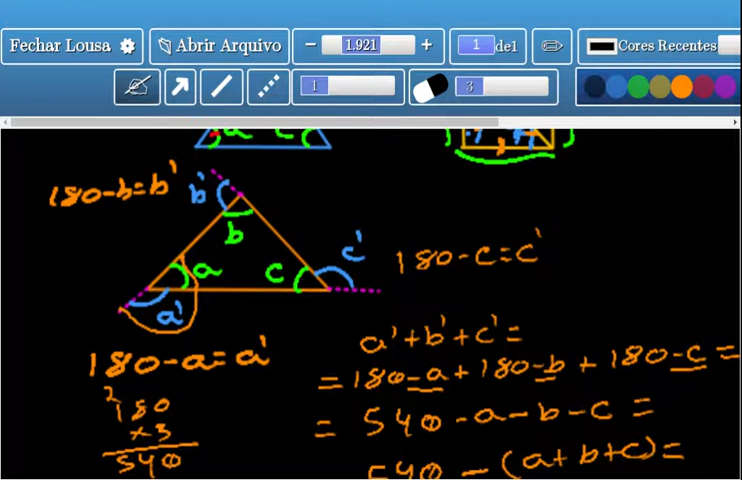 Fechar Lousa Abrir Arquivo − 1.921 + 1 de1 Cores Recentes
1 3
a c
180-b=b'
b'
b
a c
c'
a'
180-c=c'
180-a=a'
a'+b'+c'=
=180-a+180-b+180-c=
= 540-a-b-c=
540-(a+b+c)=
2
180
x3
540